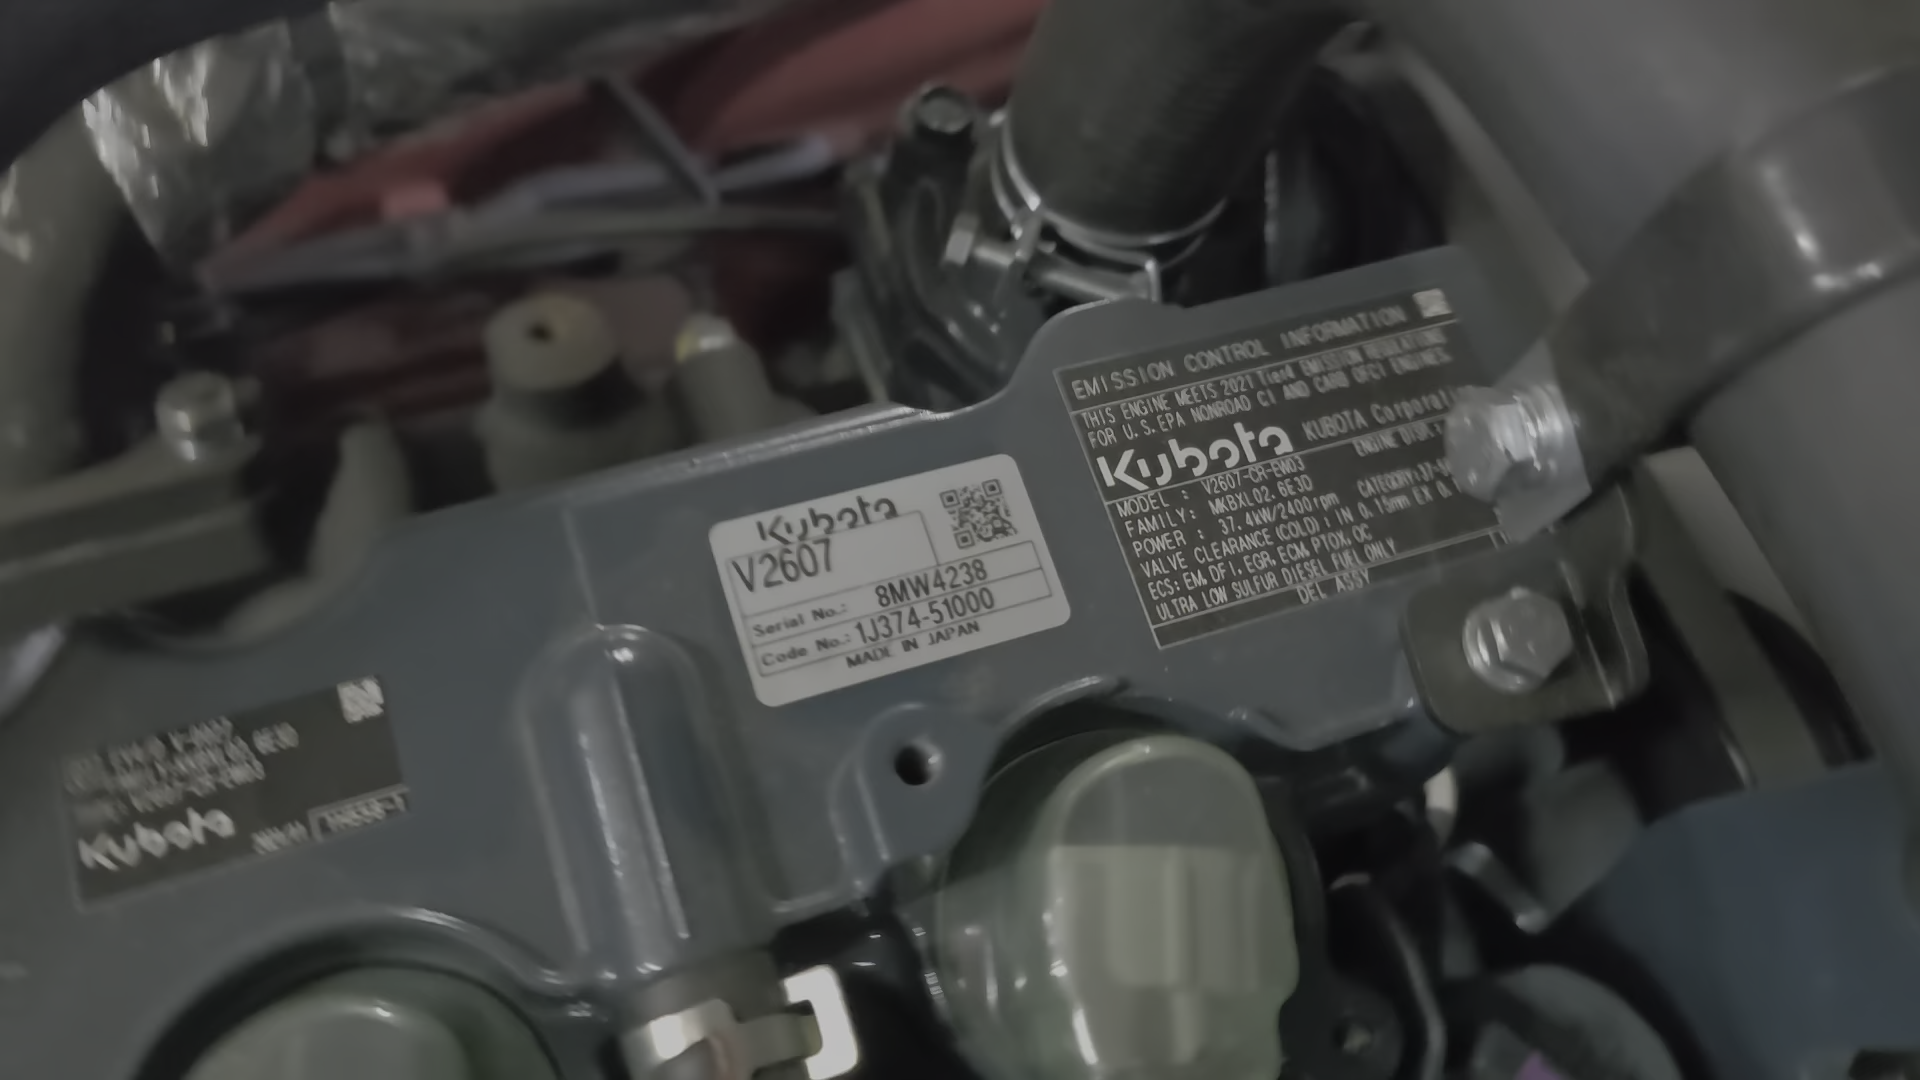 Kubota
V2607
Serial No.: 8MW4238
Code No.: 1J374-51000
MADE IN JAPAN
EMISSION CONTROL INFORMATION
THIS ENGINE MEETS 2021 Tier4 EMISSION REGULATIONS
FOR U.S. EPA NONROAD CI AND CARB OFCI ENGINES.
Kubota KUBOTA
MODEL : V2607-CR-EW03 ENGINE
FAMILY: MKBXL02.6E3D
POWER : 37.4kW/2400rpm CATEGORY:
VALVE CLEARANCE (COLD) : IN 0.15mm EX
ECS: EM, DFI, EGR, ECM, PTOX, OC
ULTRA LOW SULFUR DIESEL FUEL ONLY
DEL ASSY
Kubota